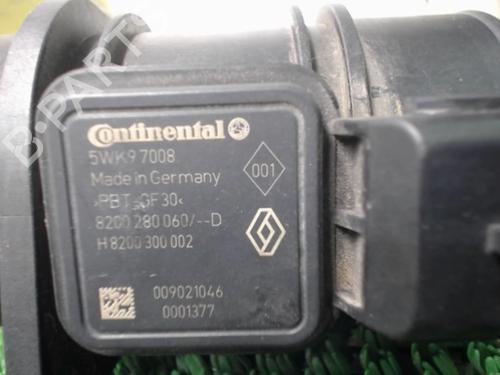 Continental
5WK9 7008
Made in Germany
001
>PBT-GF30<
8200 280 060/--D
H 8200 300 002
009021046
0001377
B-PARTS